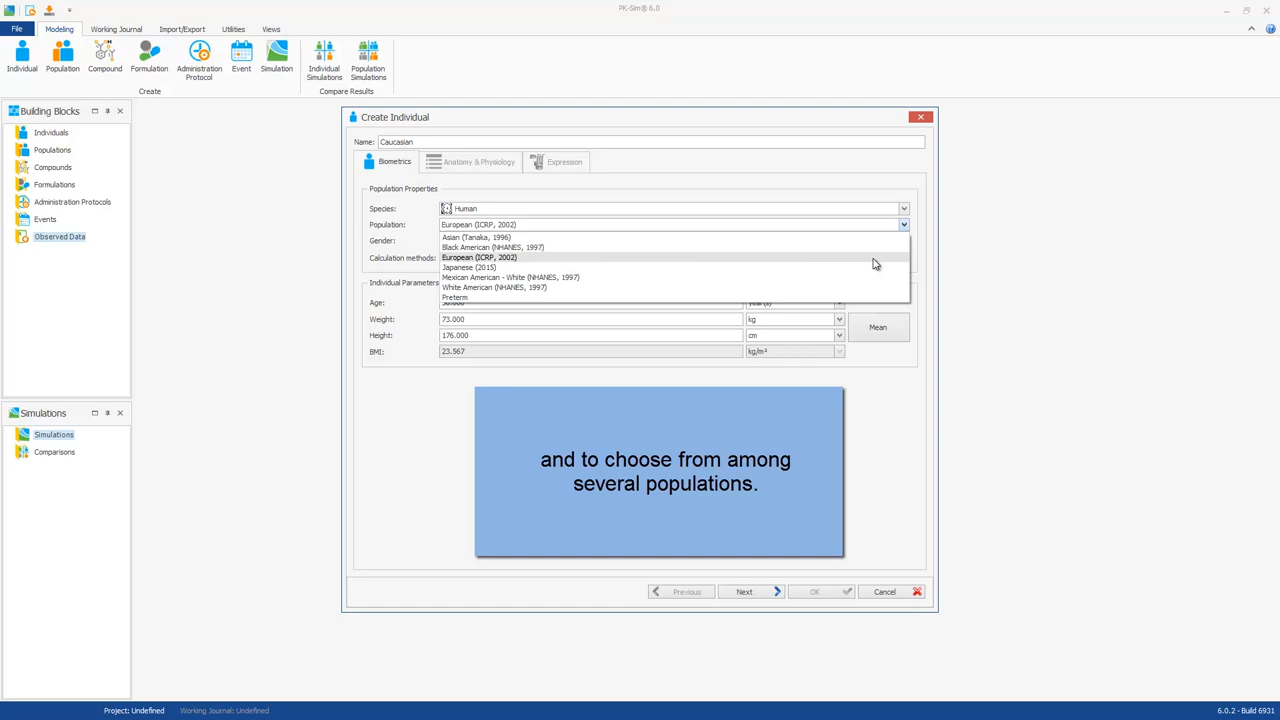 PK-Sim® 6.0
File Modeling Working Journal Import/Export Utilities Views
Individual Population Compound Formulation Administration Protocol Event Simulation Individual Simulations Population Simulations
Create Compare Results
Building Blocks
Individuals
Populations
Compounds
Formulations
Administration Protocols
Events
Observed Data
Simulations
Simulations
Comparisons
Create Individual
Name: Caucasian
Biometrics Anatomy & Physiology Expression
Population Properties
Species: Human
Population: European (ICRP, 2002)
Gender:
Calculation methods:
Asian (Tanaka, 1996)
Black American (NHANES, 1997)
European (ICRP, 2002)
Japanese (2015)
Mexican American - White (NHANES, 1997)
White American (NHANES, 1997)
Preterm
Individual Parameters
Age:
Weight: 73.000 kg
Height: 176.000 cm
BMI: 23.567 kg/m²
Mean
and to choose from among
several populations.
Previous Next OK Cancel
Project: Undefined Working Journal: Undefined 6.0.2 - Build 6931